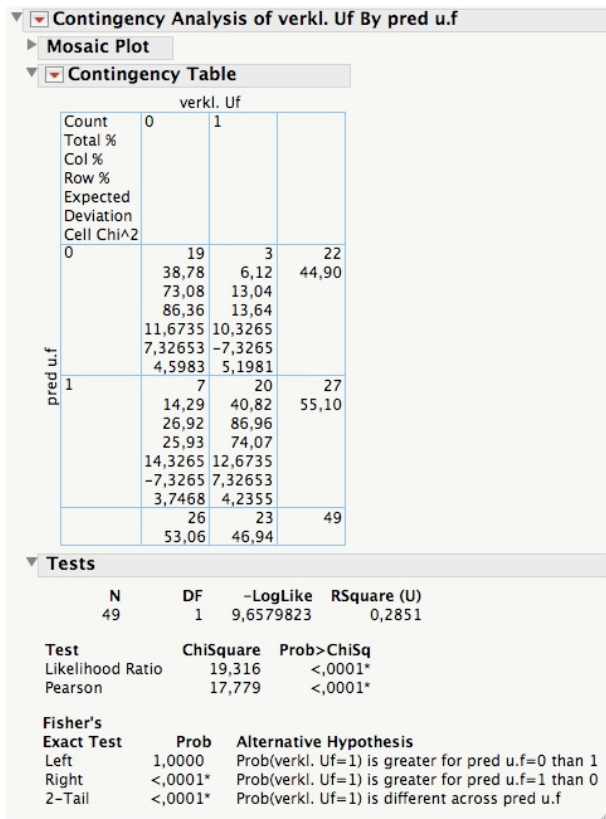 Contingency Analysis of verkl. Uf By pred u.f
Mosaic Plot
Contingency Table
verkl. Uf
Count 0 1
Total %
Col %
Row %
Expected
Deviation
Cell Chi^2
pred u.f
0 19 3 22
38,78 6,12 44,90
73,08 13,04
86,36 13,64
11,6735 10,3265
7,32653 -7,3265
4,5983 5,1981
1 7 20 27
14,29 40,82 55,10
26,92 86,96
25,93 74,07
14,3265 12,6735
-7,3265 7,32653
3,7468 4,2355
26 23 49
53,06 46,94
Tests
N DF -LogLike RSquare (U)
49 1 9,6579823 0,2851
Test ChiSquare Prob>ChiSq
Likelihood Ratio 19,316 <,0001*
Pearson 17,779 <,0001*
Fisher's
Exact Test Prob Alternative Hypothesis
Left 1,0000 Prob(verkl. Uf=1) is greater for pred u.f=0 than 1
Right <,0001* Prob(verkl. Uf=1) is greater for pred u.f=1 than 0
2-Tail <,0001* Prob(verkl. Uf=1) is different across pred u.f